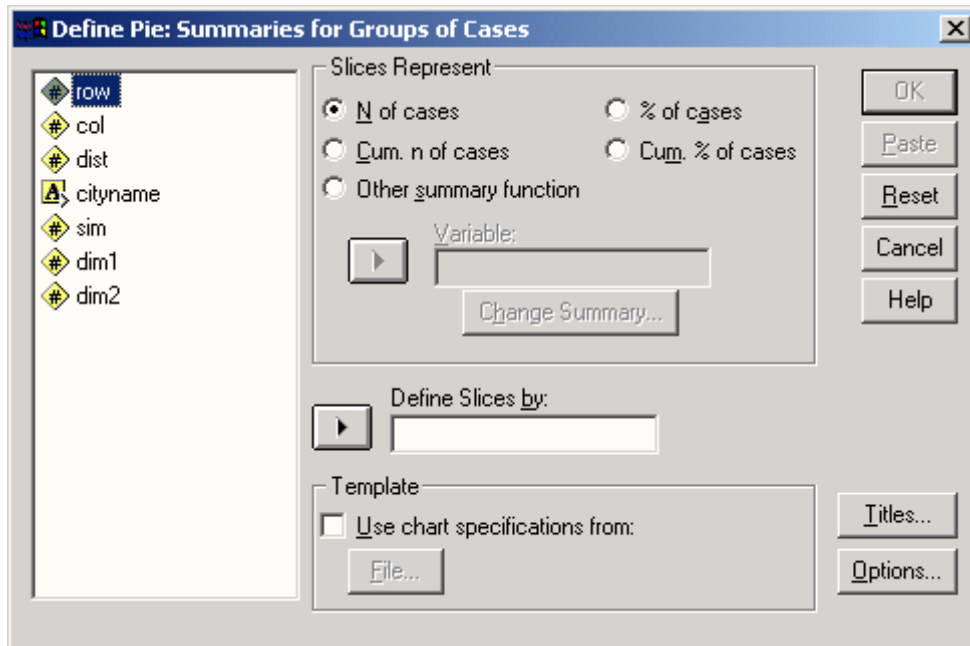 Define Pie: Summaries for Groups of Cases
row
col
dist
cityname
sim
dim1
dim2
Slices Represent
N of cases
% of cases
Cum. n of cases
Cum. % of cases
Other summary function
Variable:
Change Summary...
Define Slices by:
Template
Use chart specifications from:
File...
OK
Paste
Reset
Cancel
Help
Titles...
Options...